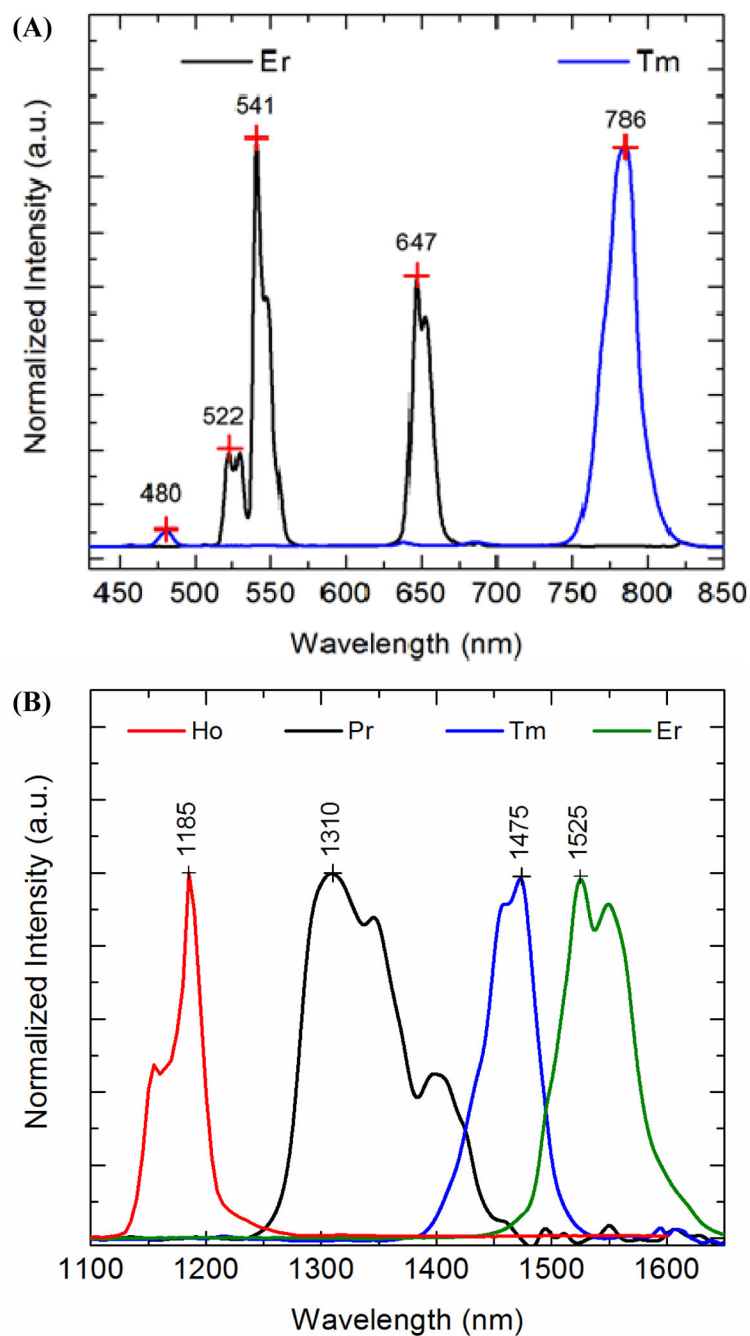 (A)
Er Tm
541
786
647
522
480
Normalized Intensity (a.u.)
450 500 550 600 650 700 750 800 850
Wavelength (nm)
(B)
Ho Pr Tm Er
1185
1310
1475
1525
Normalized Intensity (a.u.)
1100 1200 1300 1400 1500 1600
Wavelength (nm)